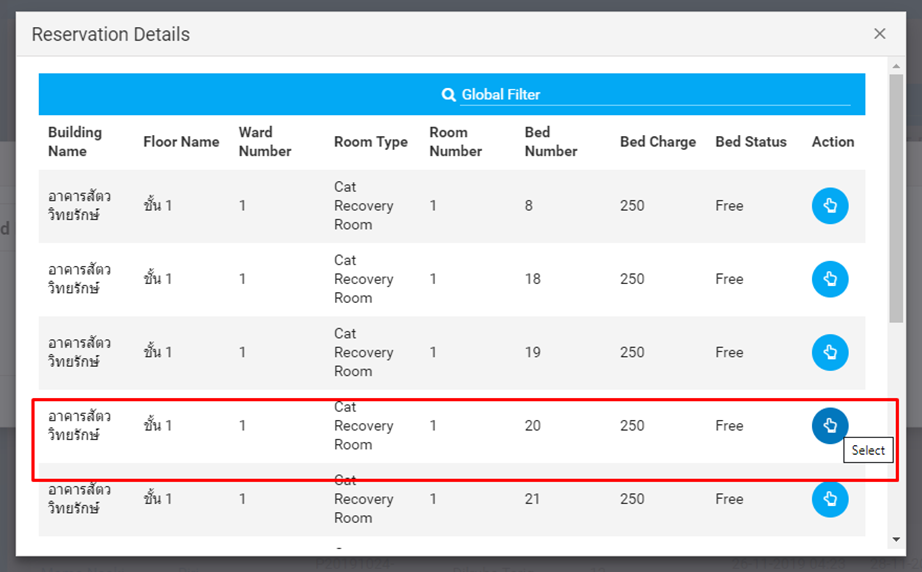 Reservation Details
Global Filter
Building Name
Floor Name
Ward Number
Room Type
Room Number
Bed Number
Bed Charge
Bed Status
Action
อาคารสัตว
วิทยรักษ์
ชั้น 1
1
Cat
Recovery
Room
1
8
250
Free
อาคารสัตว
วิทยรักษ์
ชั้น 1
1
Cat
Recovery
Room
1
18
250
Free
อาคารสัตว
วิทยรักษ์
ชั้น 1
1
Cat
Recovery
Room
1
19
250
Free
อาคารสัตว
วิทยรักษ์
ชั้น 1
1
Cat
Recovery
Room
1
20
250
Free
Select
อาคารสัตว
วิทยรักษ์
ชั้น 1
1
Cat
Recovery
Room
1
21
250
Free